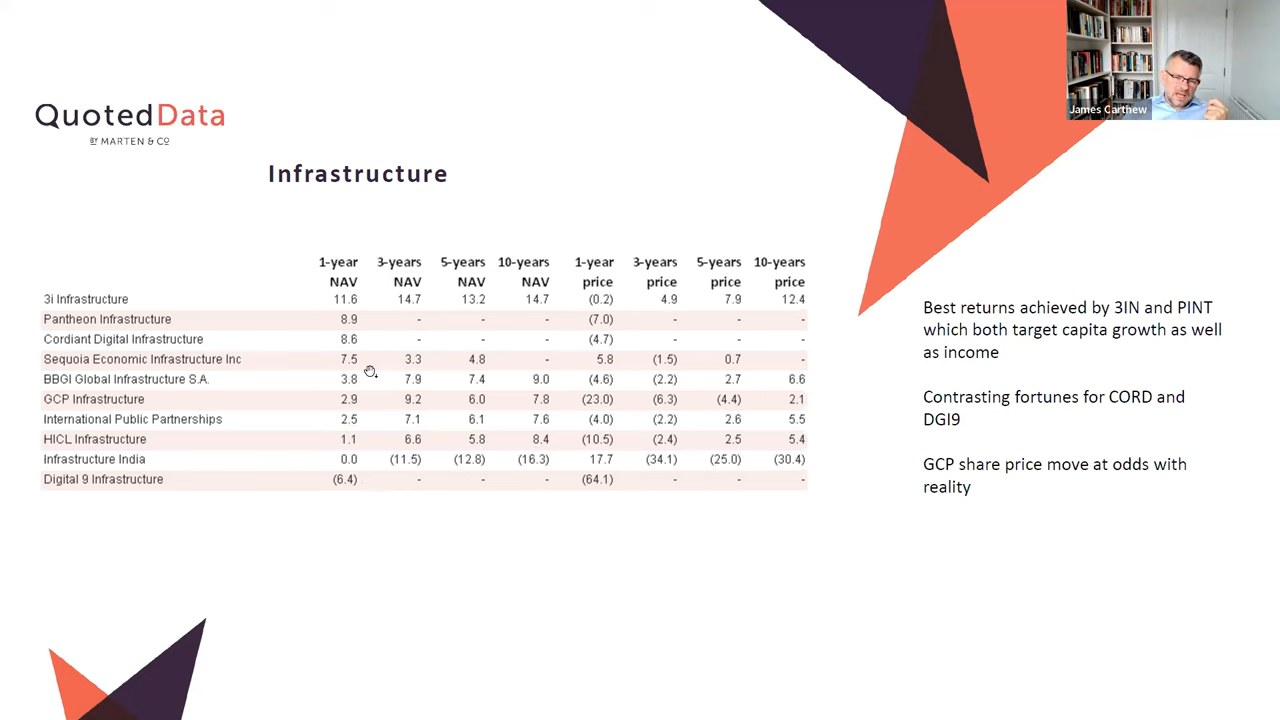 James Carthew
QuotedData
BY MARTEN & CO
Infrastructure
1-year 3-years 5-years 10-years 1-year 3-years 5-years 10-years
NAV NAV NAV NAV price price price price
3i Infrastructure 11.6 14.7 13.2 14.7 (0.2) 4.9 7.9 12.4
Pantheon Infrastructure 8.9 - - - (7.0) - - -
Cordiant Digital Infrastructure 8.6 - - - (4.7) - - -
Sequoia Economic Infrastructure Inc 7.5 3.3 4.8 - 5.8 (1.5) 0.7 -
BBGI Global Infrastructure S.A. 3.8 7.9 7.4 9.0 (4.6) (2.2) 2.7 6.6
GCP Infrastructure 2.9 9.2 6.0 7.8 (23.0) (6.3) (4.4) 2.1
International Public Partnerships 2.5 7.1 6.1 7.6 (4.0) (2.2) 2.6 5.5
HICL Infrastructure 1.1 6.6 5.8 8.4 (10.5) (2.4) 2.5 5.4
Infrastructure India 0.0 (11.5) (12.8) (16.3) 17.7 (34.1) (25.0) (30.4)
Digital 9 Infrastructure (6.4) - - - (64.1) - - -
Best returns achieved by 3IN and PINT
which both target capita growth as well
as income
Contrasting fortunes for CORD and
DGI9
GCP share price move at odds with
reality